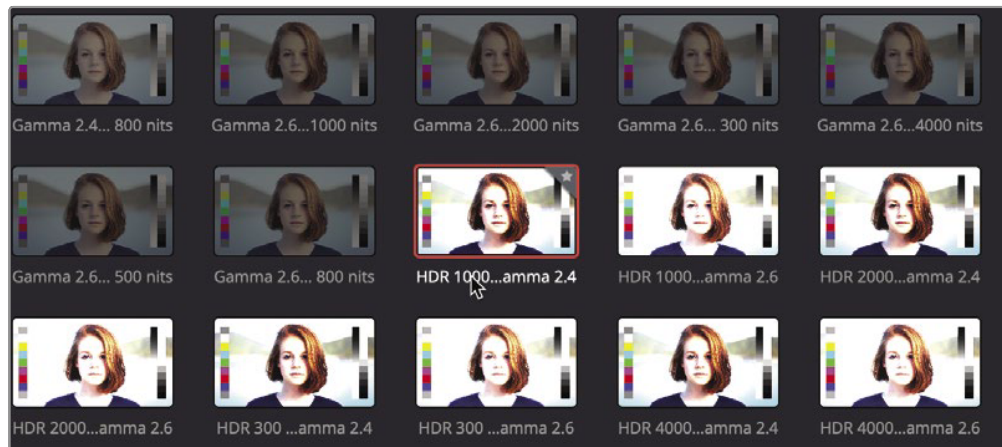 Gamma 2.4... 800 nits
Gamma 2.6...1000 nits
Gamma 2.6...2000 nits
Gamma 2.6... 300 nits
Gamma 2.6...4000 nits
Gamma 2.6... 500 nits
Gamma 2.6... 800 nits
HDR 1000...amma 2.4
HDR 1000...amma 2.6
HDR 2000...amma 2.4
HDR 2000...amma 2.6
HDR 300 ...amma 2.4
HDR 300 ...amma 2.6
HDR 4000...amma 2.4
HDR 4000...amma 2.6